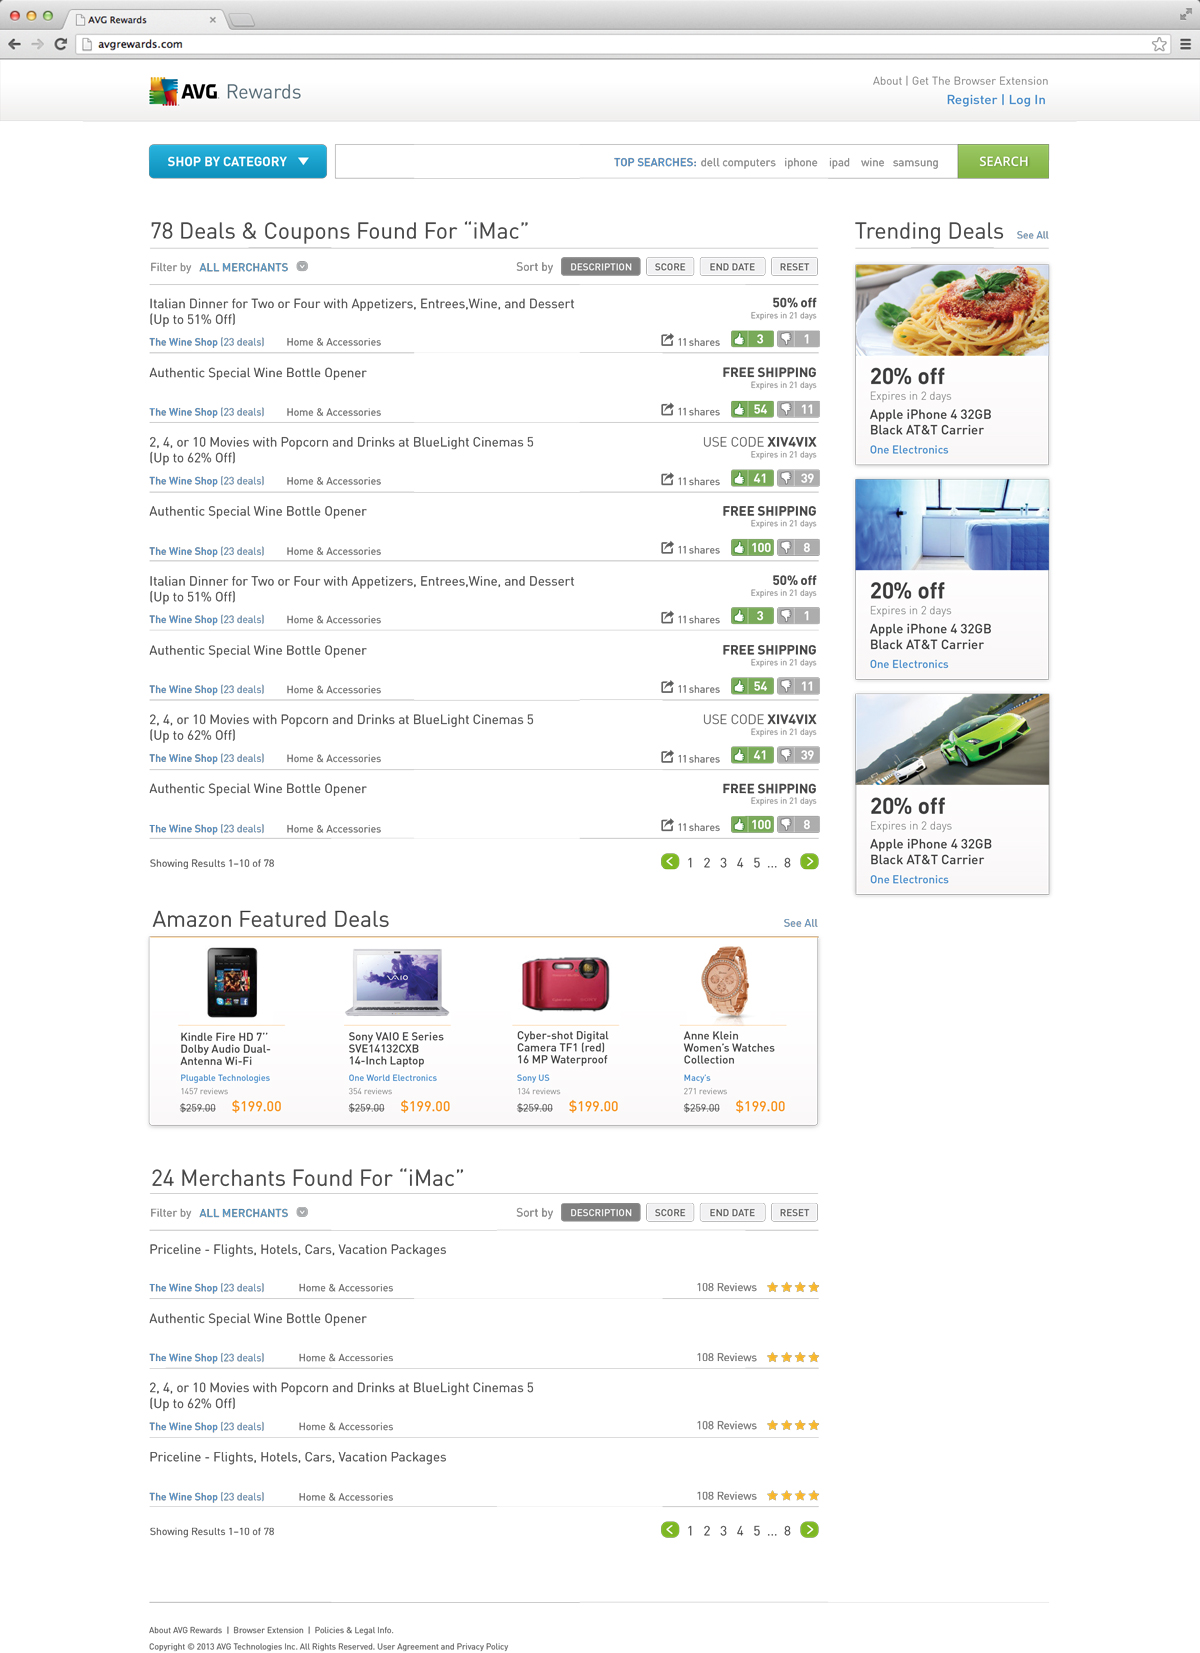 AVG Rewards
avgrewards.com
AVG Rewards
About | Get The Browser Extension
Register | Log In
SHOP BY CATEGORY
TOP SEARCHES: dell computers iphone ipad wine samsung
SEARCH
78 Deals & Coupons Found For “iMac”
Filter by ALL MERCHANTS
Sort by DESCRIPTION SCORE END DATE RESET
Italian Dinner for Two or Four with Appetizers, Entrees,Wine, and Dessert
(Up to 51% Off)
50% off
Expires in 21 days
The Wine Shop (23 deals) Home & Accessories
11 shares 3 1
Authentic Special Wine Bottle Opener
FREE SHIPPING
Expires in 21 days
The Wine Shop (23 deals) Home & Accessories
11 shares 54 11
2, 4, or 10 Movies with Popcorn and Drinks at BlueLight Cinemas 5
(Up to 62% Off)
USE CODE XIV4VIX
Expires in 21 days
The Wine Shop (23 deals) Home & Accessories
11 shares 41 39
Authentic Special Wine Bottle Opener
FREE SHIPPING
Expires in 21 days
The Wine Shop (23 deals) Home & Accessories
11 shares 100 8
Italian Dinner for Two or Four with Appetizers, Entrees,Wine, and Dessert
(Up to 51% Off)
50% off
Expires in 21 days
The Wine Shop (23 deals) Home & Accessories
11 shares 3 1
Authentic Special Wine Bottle Opener
FREE SHIPPING
Expires in 21 days
The Wine Shop (23 deals) Home & Accessories
11 shares 54 11
2, 4, or 10 Movies with Popcorn and Drinks at BlueLight Cinemas 5
(Up to 62% Off)
USE CODE XIV4VIX
Expires in 21 days
The Wine Shop (23 deals) Home & Accessories
11 shares 41 39
Authentic Special Wine Bottle Opener
FREE SHIPPING
Expires in 21 days
The Wine Shop (23 deals) Home & Accessories
11 shares 100 8
Showing Results 1–10 of 78
1 2 3 4 5 ... 8
Trending Deals See All
20% off
Expires in 2 days
Apple iPhone 4 32GB
Black AT&T Carrier
One Electronics
20% off
Expires in 2 days
Apple iPhone 4 32GB
Black AT&T Carrier
One Electronics
20% off
Expires in 2 days
Apple iPhone 4 32GB
Black AT&T Carrier
One Electronics
Amazon Featured Deals
See All
Kindle Fire HD 7''
Dolby Audio Dual-
Antenna Wi-Fi
Plugable Technologies
1457 reviews
$259.00 $199.00
VAIO
Sony VAIO E Series
SVE14132CXB
14-Inch Laptop
One World Electronics
354 reviews
$259.00 $199.00
Cyber-shot Digital
Camera TF1 (red)
16 MP Waterproof
Sony US
134 reviews
$259.00 $199.00
Anne Klein
Women's Watches
Collection
Macy's
271 reviews
$259.00 $199.00
24 Merchants Found For “iMac”
Filter by ALL MERCHANTS
Sort by DESCRIPTION SCORE END DATE RESET
Priceline - Flights, Hotels, Cars, Vacation Packages
The Wine Shop (23 deals) Home & Accessories
108 Reviews
Authentic Special Wine Bottle Opener
The Wine Shop (23 deals) Home & Accessories
108 Reviews
2, 4, or 10 Movies with Popcorn and Drinks at BlueLight Cinemas 5
(Up to 62% Off)
The Wine Shop (23 deals) Home & Accessories
108 Reviews
Priceline - Flights, Hotels, Cars, Vacation Packages
The Wine Shop (23 deals) Home & Accessories
108 Reviews
Showing Results 1–10 of 78
1 2 3 4 5 ... 8
About AVG Rewards | Browser Extension | Policies & Legal Info.
Copyright © 2013 AVG Technologies Inc. All Rights Reserved. User Agreement and Privacy Policy